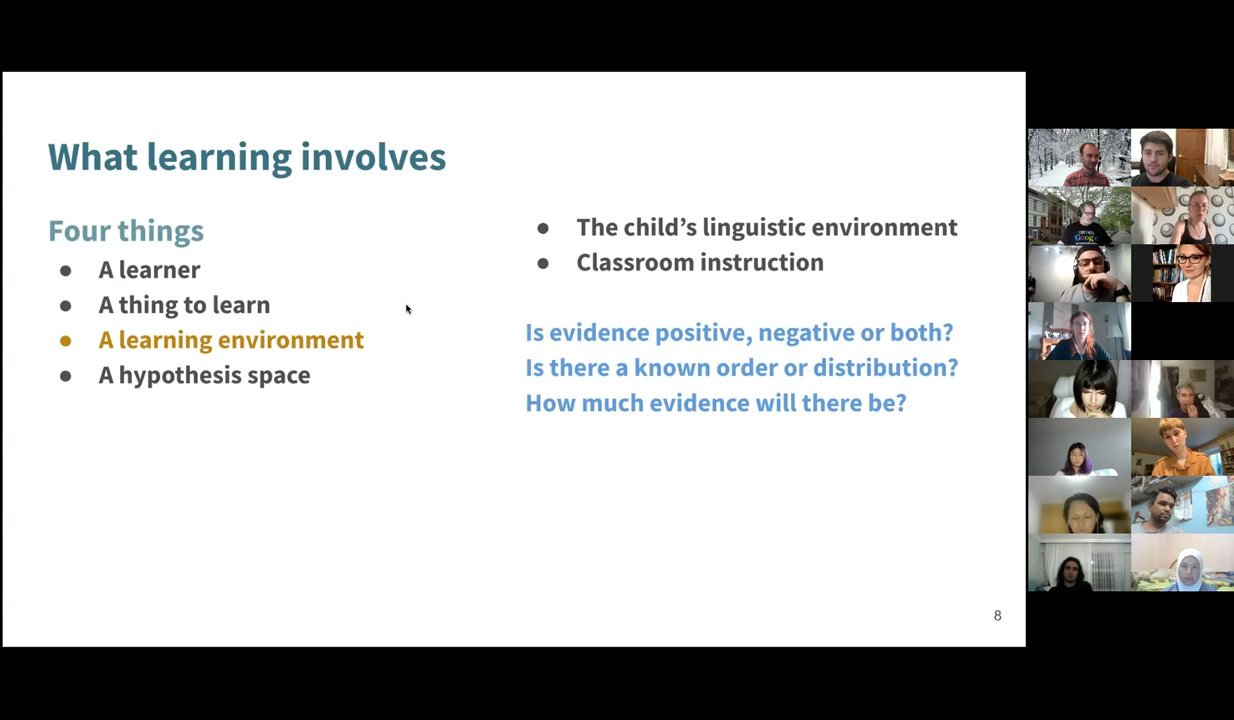 What learning involves
Four things
● A learner
● A thing to learn
● A learning environment
● A hypothesis space
● The child's linguistic environment
● Classroom instruction
Is evidence positive, negative or both?
Is there a known order or distribution?
How much evidence will there be?
8
Google